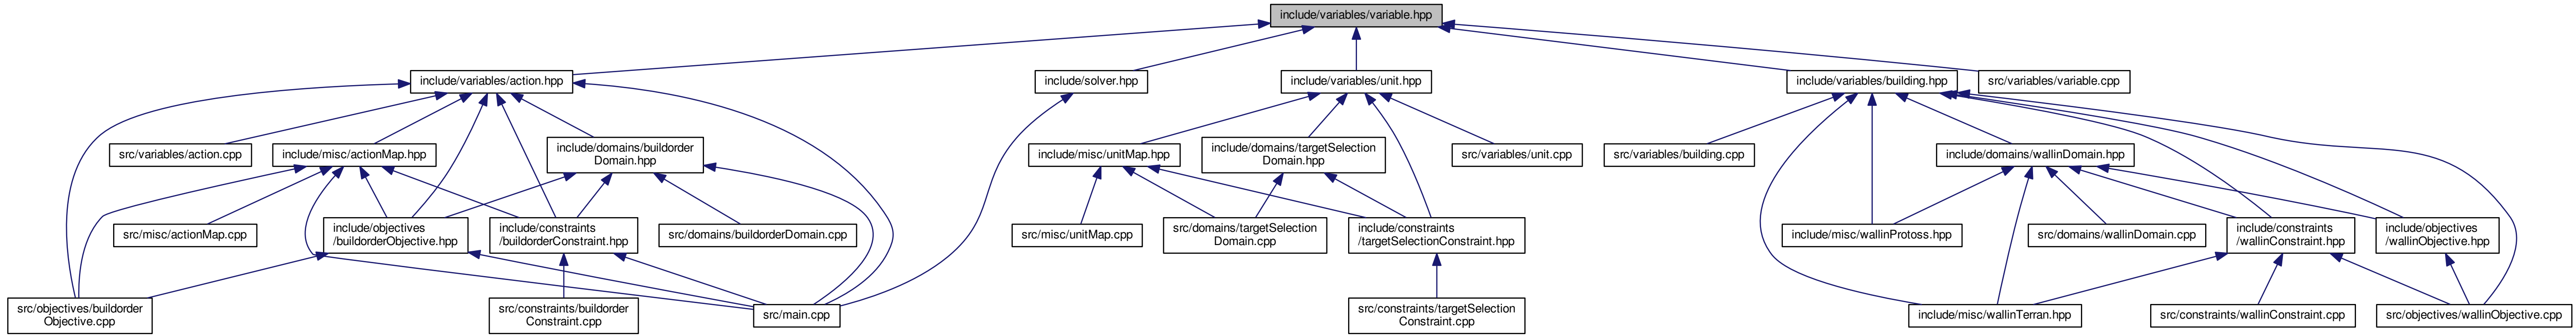 include/variables/variable.hpp
include/variables/action.hpp
include/solver.hpp
include/variables/unit.hpp
include/variables/building.hpp
src/variables/variable.cpp
src/variables/action.cpp
include/misc/actionMap.hpp
include/domains/buildorder
Domain.hpp
include/misc/unitMap.hpp
include/domains/targetSelection
Domain.hpp
src/variables/unit.cpp
src/variables/building.cpp
include/domains/wallinDomain.hpp
src/misc/actionMap.cpp
include/objectives
/buildorderObjective.hpp
include/constraints
/buildorderConstraint.hpp
src/domains/buildorderDomain.cpp
src/misc/unitMap.cpp
src/domains/targetSelection
Domain.cpp
include/constraints
/targetSelectionConstraint.hpp
include/misc/wallinProtoss.hpp
src/domains/wallinDomain.cpp
include/constraints
/wallinConstraint.hpp
include/objectives
/wallinObjective.hpp
src/objectives/buildorder
Objective.cpp
src/constraints/buildorder
Constraint.cpp
src/main.cpp
src/constraints/targetSelection
Constraint.cpp
include/misc/wallinTerran.hpp
src/constraints/wallinConstraint.cpp
src/objectives/wallinObjective.cpp